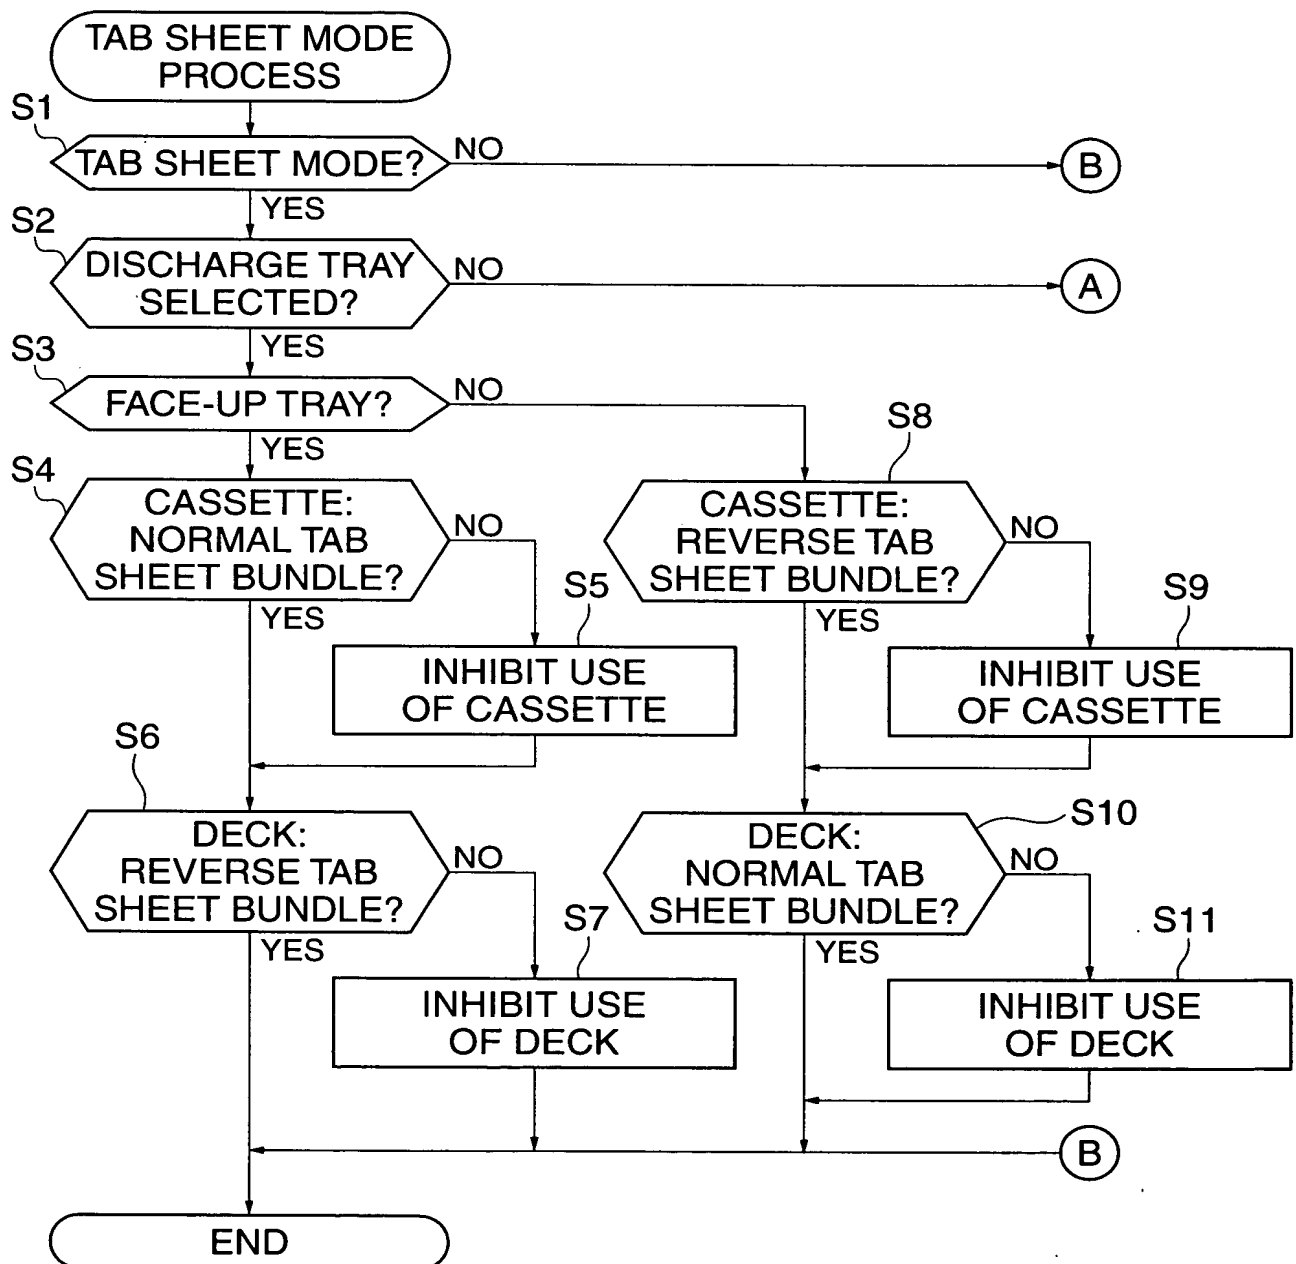 TAB SHEET MODE
PROCESS
S1
TAB SHEET MODE?
NO
B
YES
S2
DISCHARGE TRAY
SELECTED?
NO
A
YES
S3
FACE-UP TRAY?
NO
YES
S4
CASSETTE:
NORMAL TAB
SHEET BUNDLE?
NO
YES
S5
INHIBIT USE
OF CASSETTE
S8
CASSETTE:
REVERSE TAB
SHEET BUNDLE?
NO
YES
S9
INHIBIT USE
OF CASSETTE
S6
DECK:
REVERSE TAB
SHEET BUNDLE?
NO
YES
S7
INHIBIT USE
OF DECK
S10
DECK:
NORMAL TAB
SHEET BUNDLE?
NO
YES
S11
INHIBIT USE
OF DECK
B
END